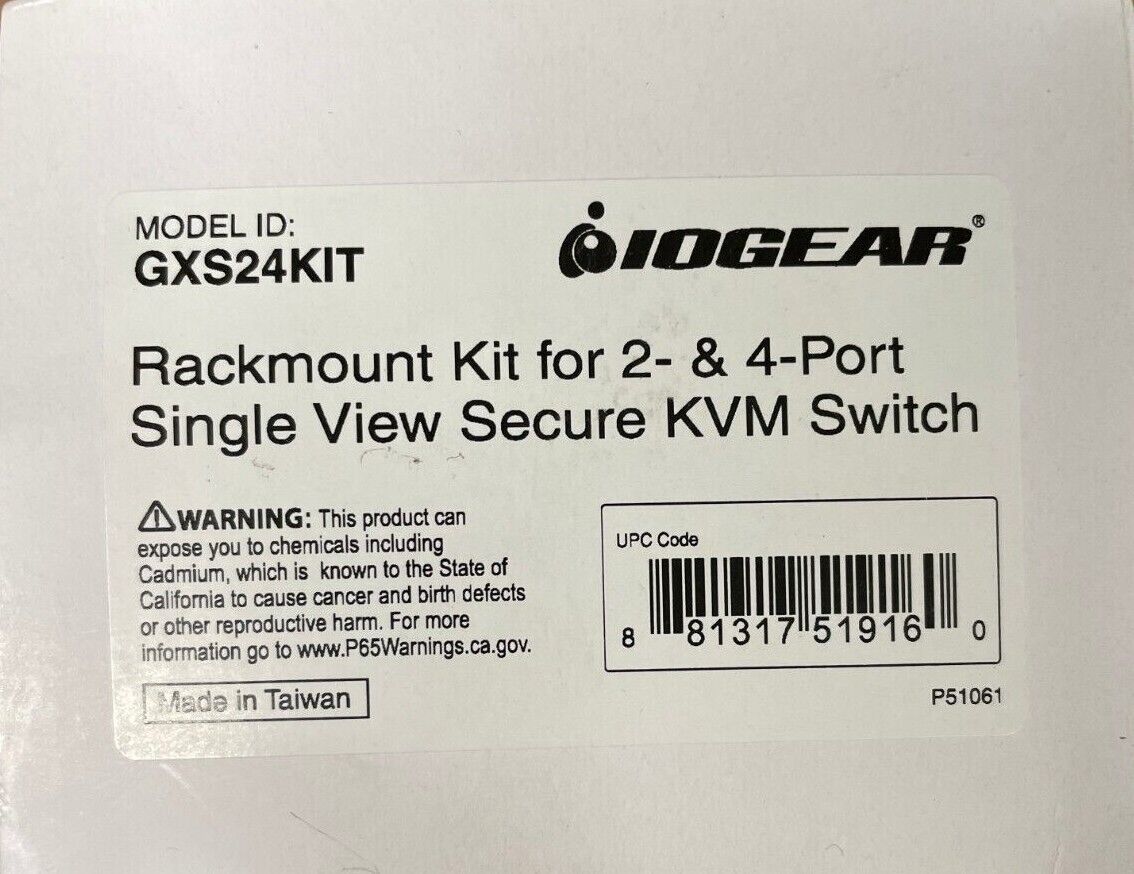 MODEL ID:
GXS24KIT
IOGEAR®
Rackmount Kit for 2- & 4-Port
Single View Secure KVM Switch
⚠WARNING: This product can
expose you to chemicals including
Cadmium, which is known to the State of
California to cause cancer and birth defects
or other reproductive harm. For more
information go to www.P65Warnings.ca.gov.
Made in Taiwan
UPC Code
8 81317 51916 0
P51061